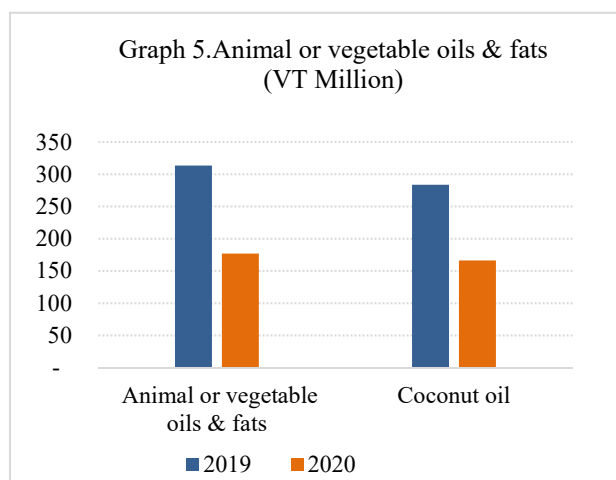 Graph 5.Animal or vegetable oils & fats
(VT Million)
350
300
250
200
150
100
50
-
Animal or vegetable
oils & fats
Coconut oil
2019
2020